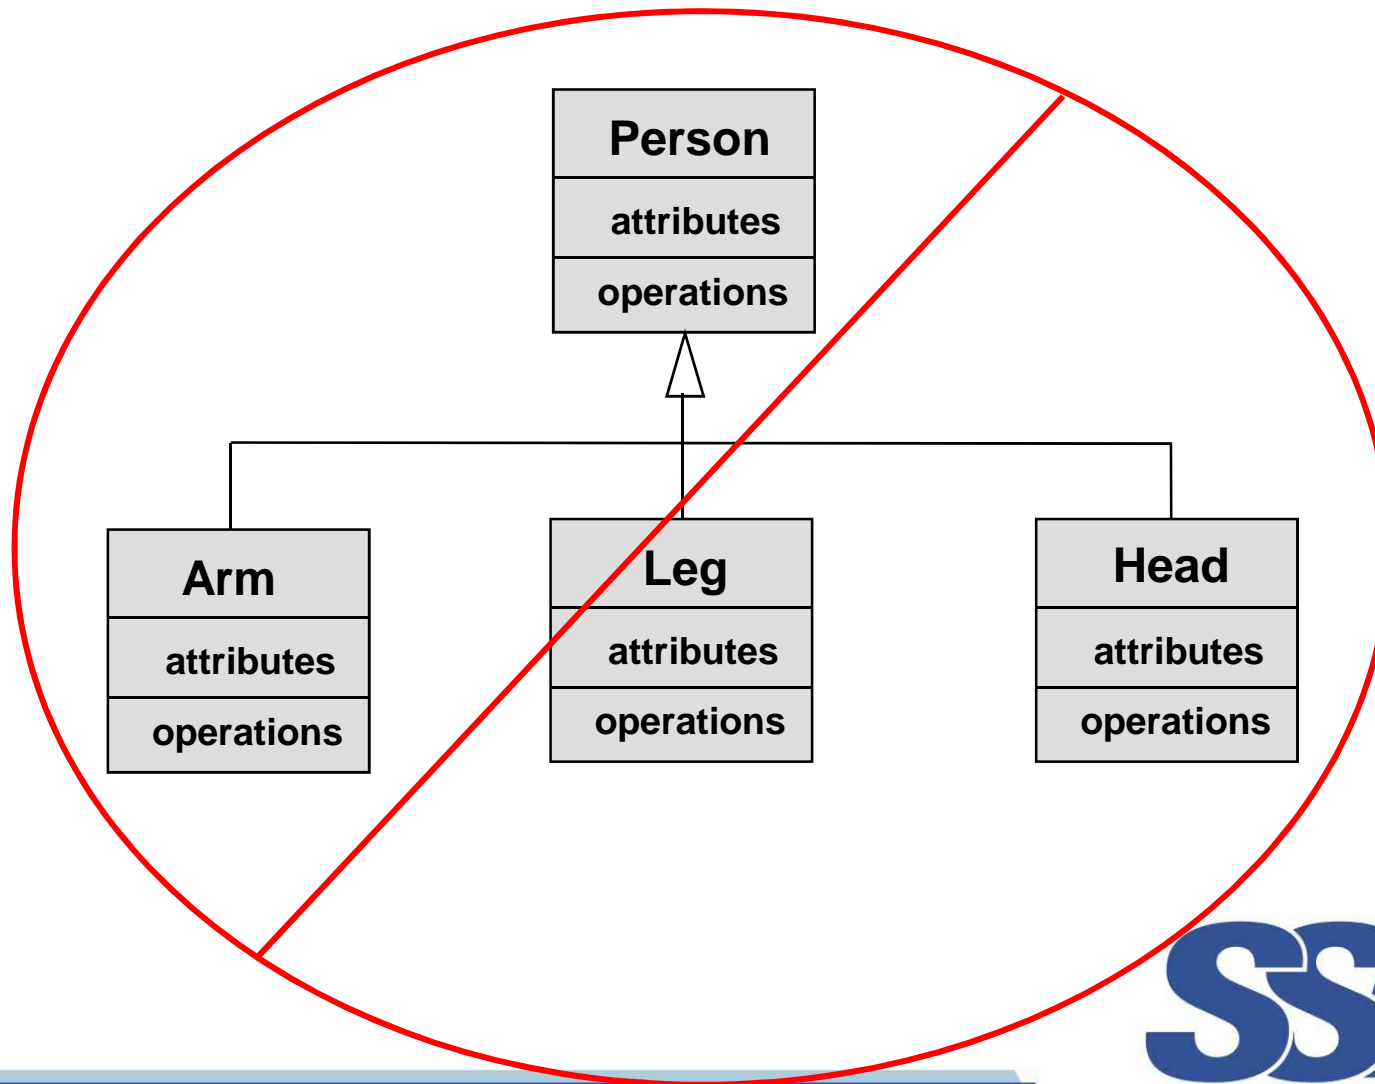 Person
attributes
operations
Arm
attributes
operations
Leg
attributes
operations
Head
attributes
operations